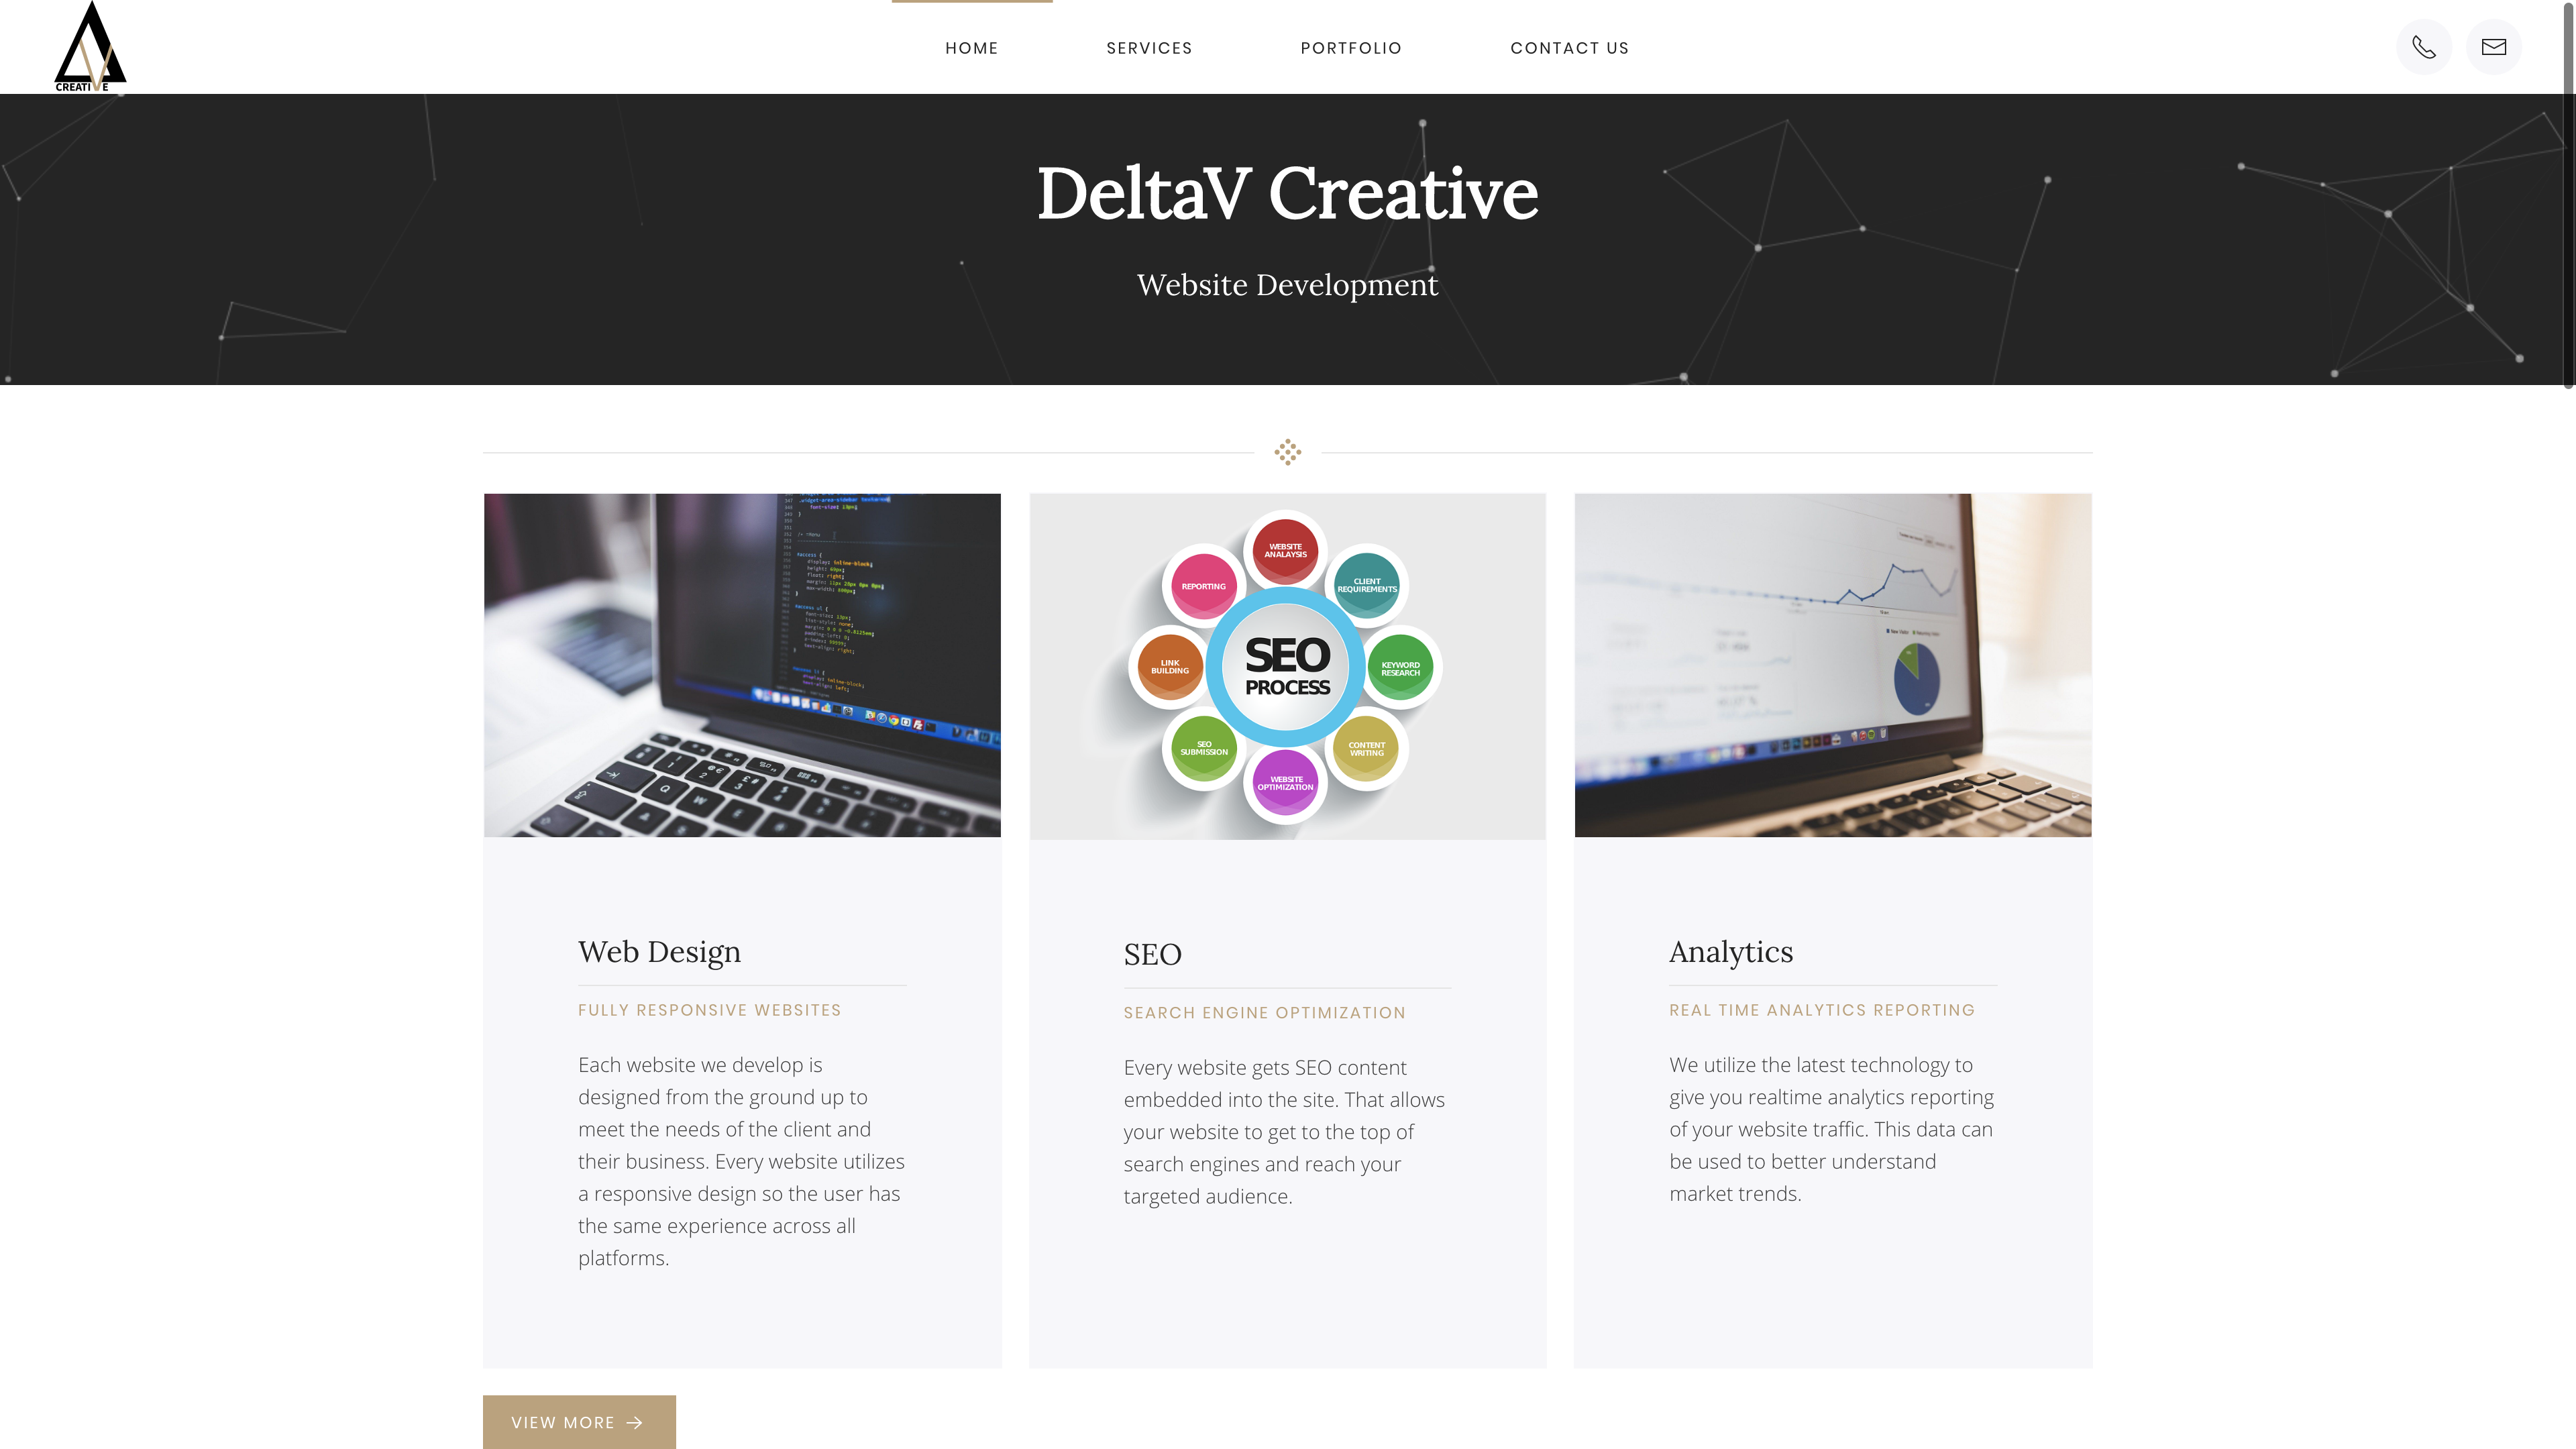 CREATIVE
HOME
SERVICES
PORTFOLIO
CONTACT US
DeltaV Creative
Website Development
WEBSITE
ANALAYSIS
CLIENT
REQUIREMENTS
KEYWORD
RESEARCH
CONTENT
WRITING
WEBSITE
OPTIMIZATION
SEO
SUBMISSION
LINK
BUILDING
REPORTING
SEO
PROCESS
Web Design
FULLY RESPONSIVE WEBSITES
Each website we develop is
designed from the ground up to
meet the needs of the client and
their business. Every website utilizes
a responsive design so the user has
the same experience across all
platforms.
SEO
SEARCH ENGINE OPTIMIZATION
Every website gets SEO content
embedded into the site. That allows
your website to get to the top of
search engines and reach your
targeted audience.
Analytics
REAL TIME ANALYTICS REPORTING
We utilize the latest technology to
give you realtime analytics reporting
of your website traffic. This data can
be used to better understand
market trends.
VIEW MORE